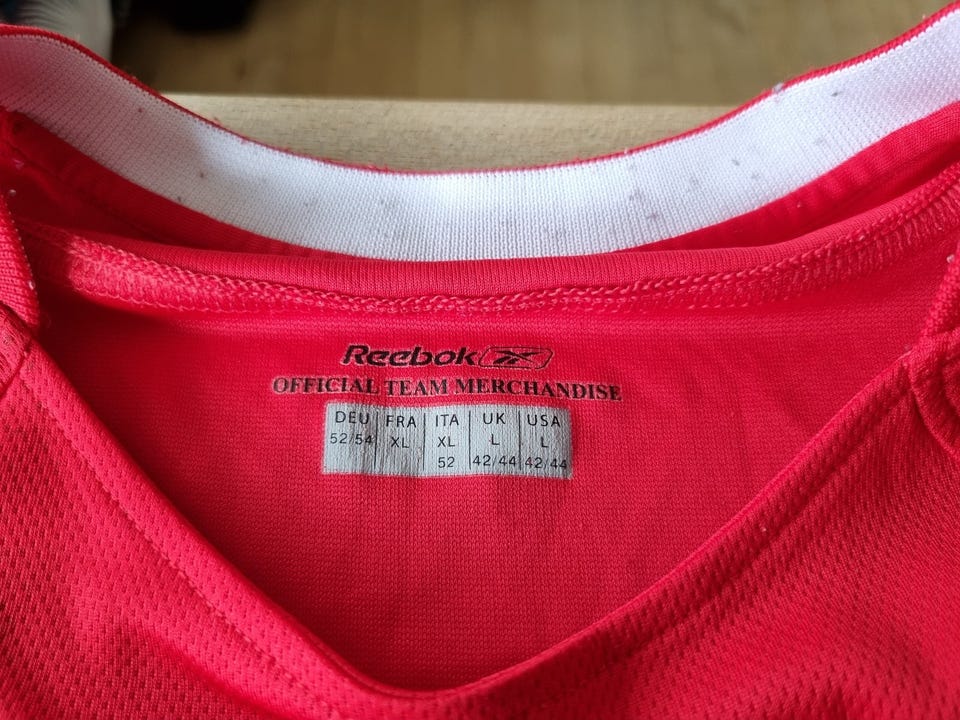 Reebok
OFFICIAL TEAM MERCHANDISE
DEU FRA ITA UK USA
52/54 XL XL L L
52 42/44 42/44